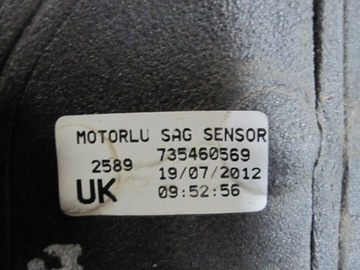 MOTORLU SAG SENSOR
735460569
2589 19/07/2012
UK 09:52:56